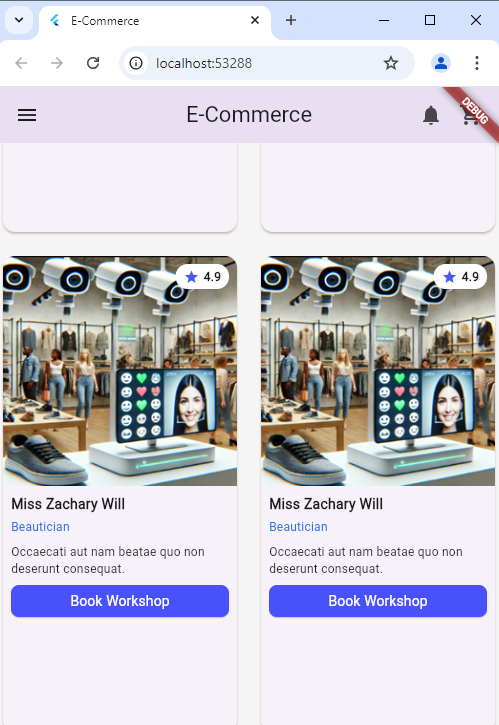 E-Commerce
localhost:53288
E-Commerce
DEBUG
4.9
4.9
Miss Zachary Will
Beautician
Occaecati aut nam beatae quo non
deserunt consequat.
Book Workshop
Miss Zachary Will
Beautician
Occaecati aut nam beatae quo non
deserunt consequat.
Book Workshop